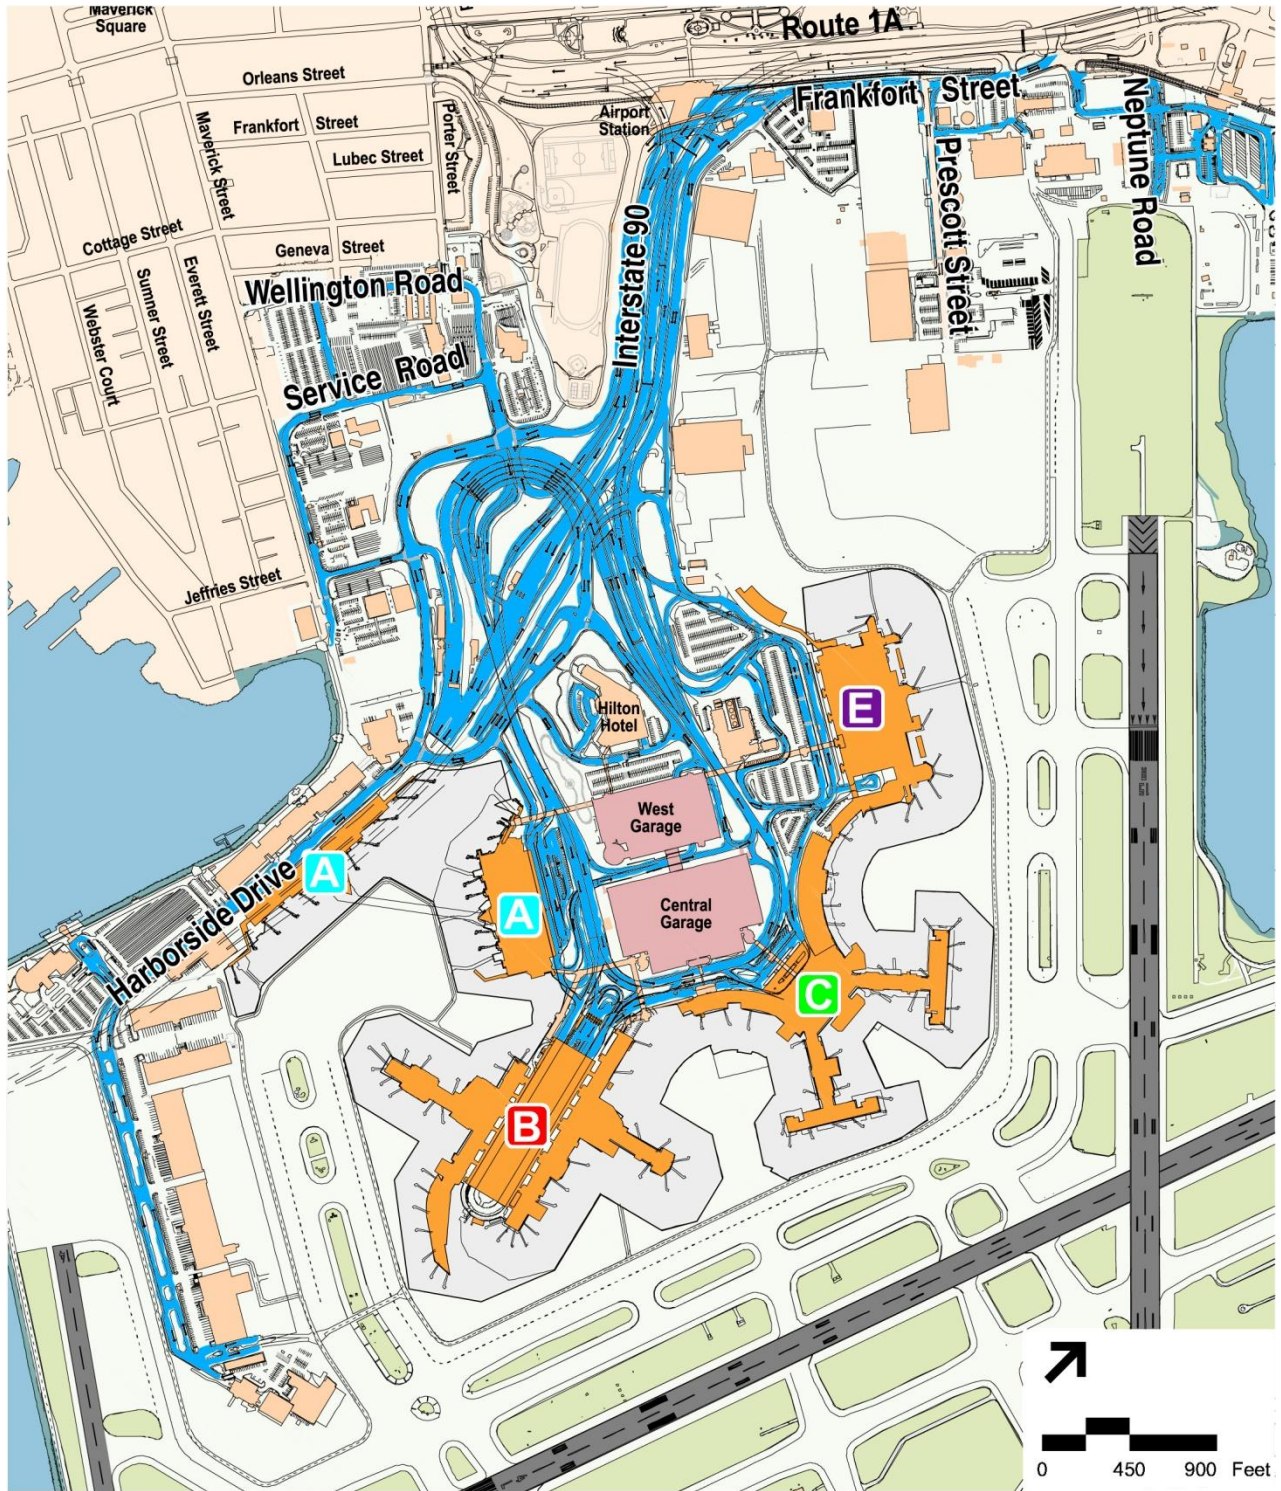 Maverick
Square
Route 1A
Orleans Street
Frankfort Street
Neptune Road
Airport
Station
Porter Street
Maverick Street
Frankfort Street
Lubec Street
Prescott Street
Interstate 90
Cottage Street
Geneva Street
Sumner Street
Everett Street
Wellington Road
Webster Court
Service Road
Jeffries Street
E
Hilton
Hotel
West
Garage
A
Harborside Drive
A
Central
Garage
C
B
0 450 900 Feet